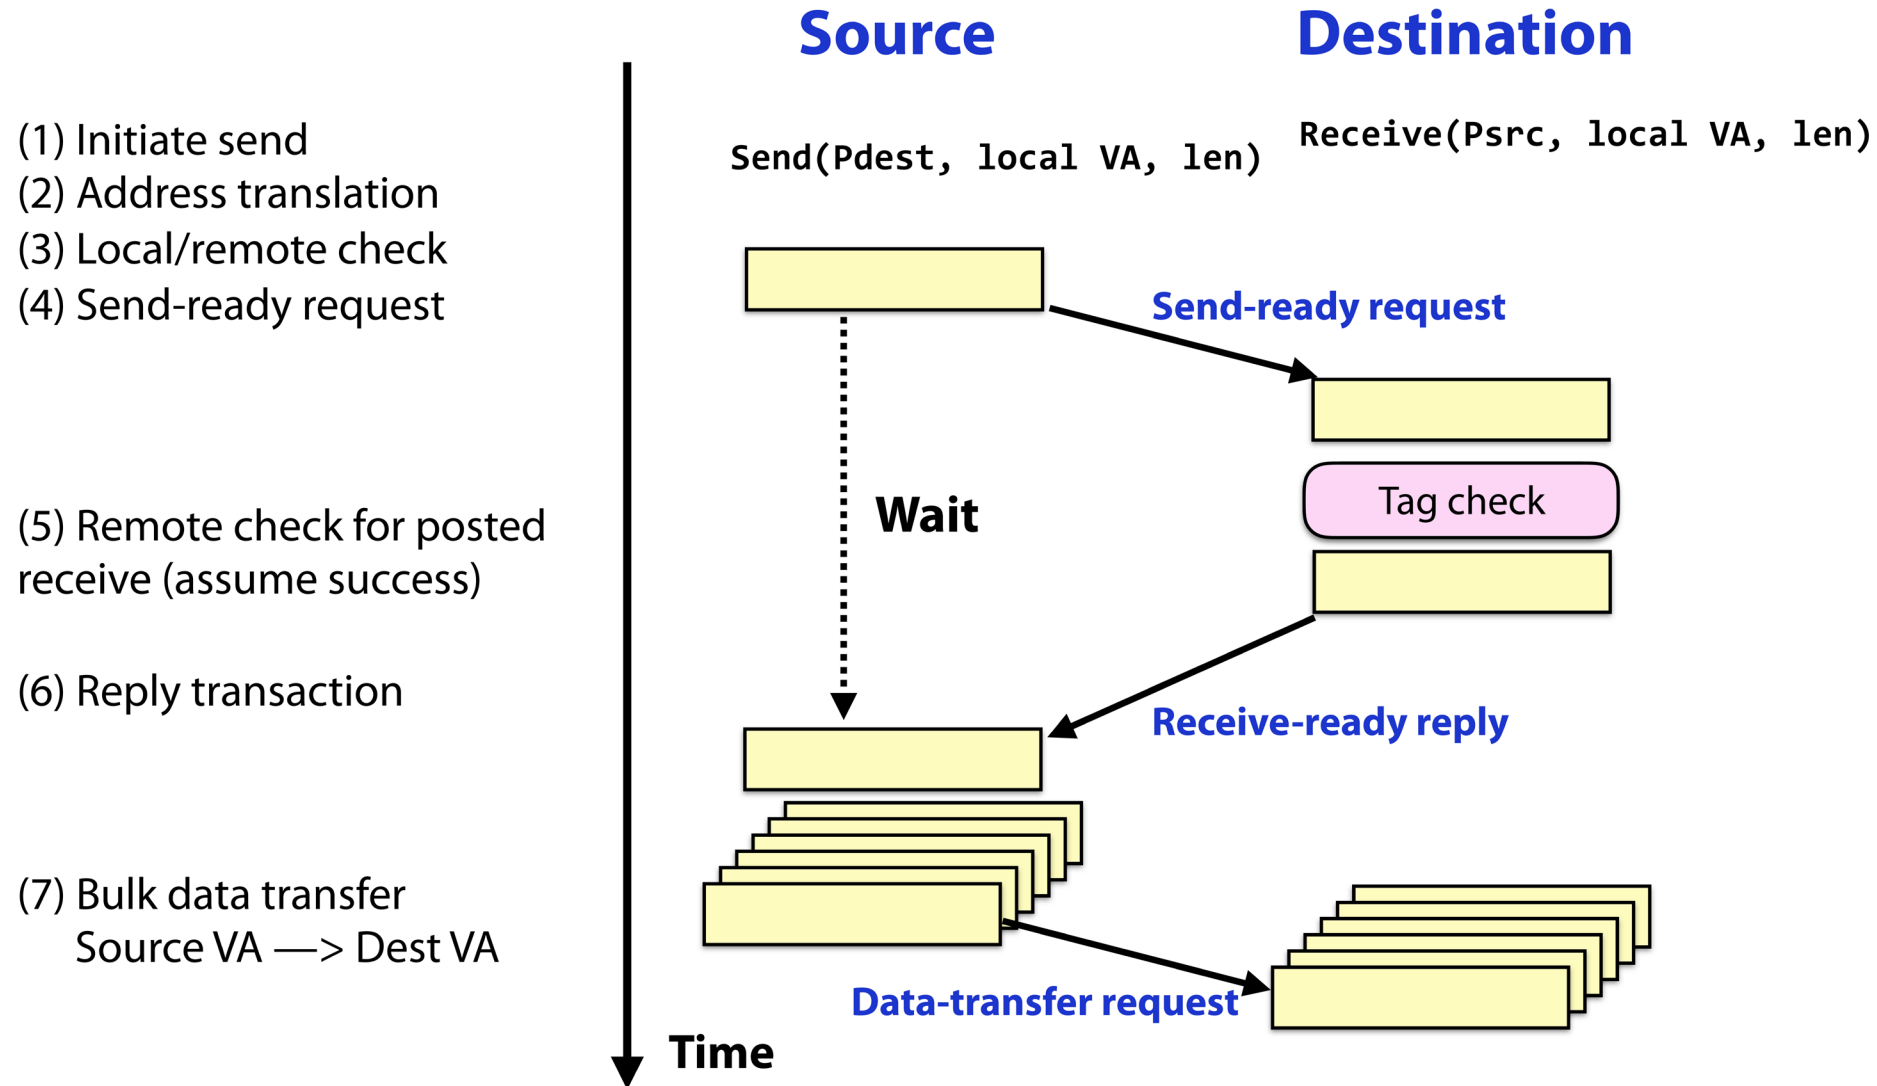 Source
Destination
(1) Initiate send
(2) Address translation
(3) Local/remote check
(4) Send-ready request
Send(Pdest, local VA, len)
Receive(Psrc, local VA, len)
Send-ready request
Tag check
Wait
(5) Remote check for posted
receive (assume success)
(6) Reply transaction
Receive-ready reply
(7) Bulk data transfer
Source VA —> Dest VA
Data-transfer request
Time